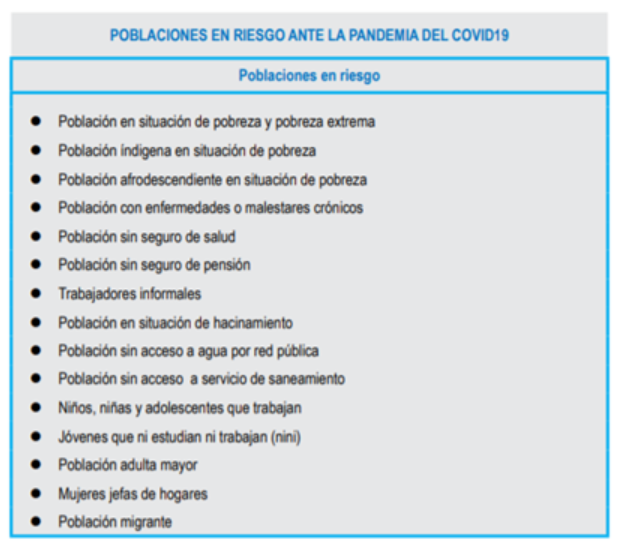 POBLACIONES EN RIESGO ANTE LA PANDEMIA DEL COVID19
Poblaciones en riesgo
● Población en situación de pobreza y pobreza extrema
● Población indígena en situación de pobreza
● Población afrodescendiente en situación de pobreza
● Población con enfermedades o malestares crónicos
● Población sin seguro de salud
● Población sin seguro de pensión
● Trabajadores informales
● Población en situación de hacinamiento
● Población sin acceso a agua por red pública
● Población sin acceso a servicio de saneamiento
● Niños, niñas y adolescentes que trabajan
● Jóvenes que ni estudian ni trabajan (nini)
● Población adulta mayor
● Mujeres jefas de hogares
● Población migrante